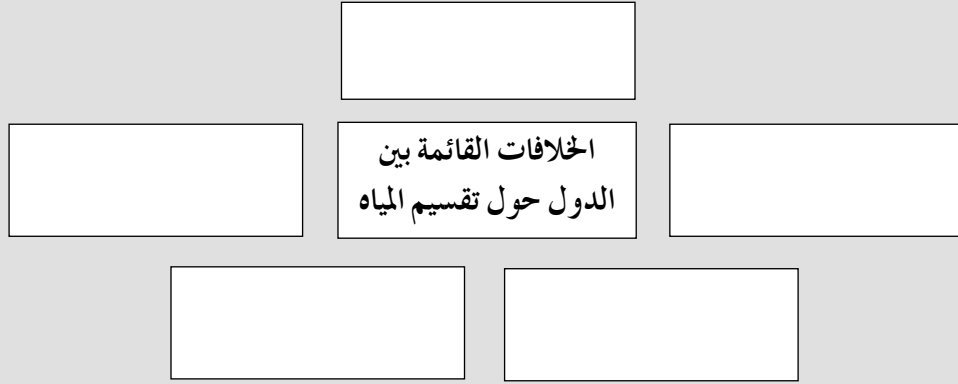 الخلافات القائمة بين
الدول حول تقسيم المياه